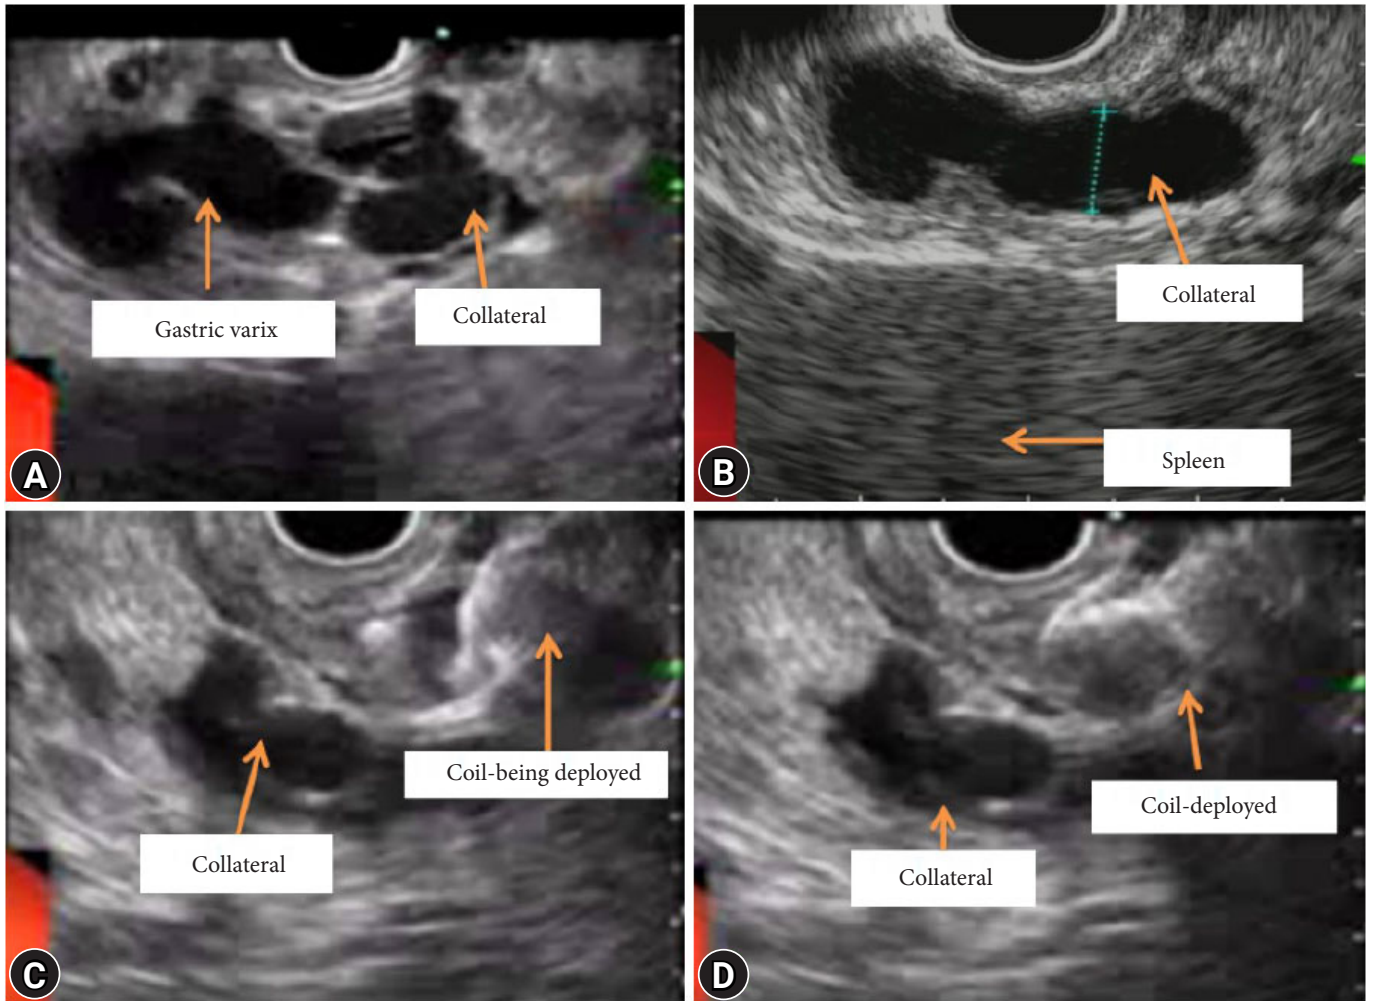 Gastric varix
Collateral
A
Collateral
Spleen
B
Coil-being deployed
Collateral
C
Coil-deployed
Collateral
D